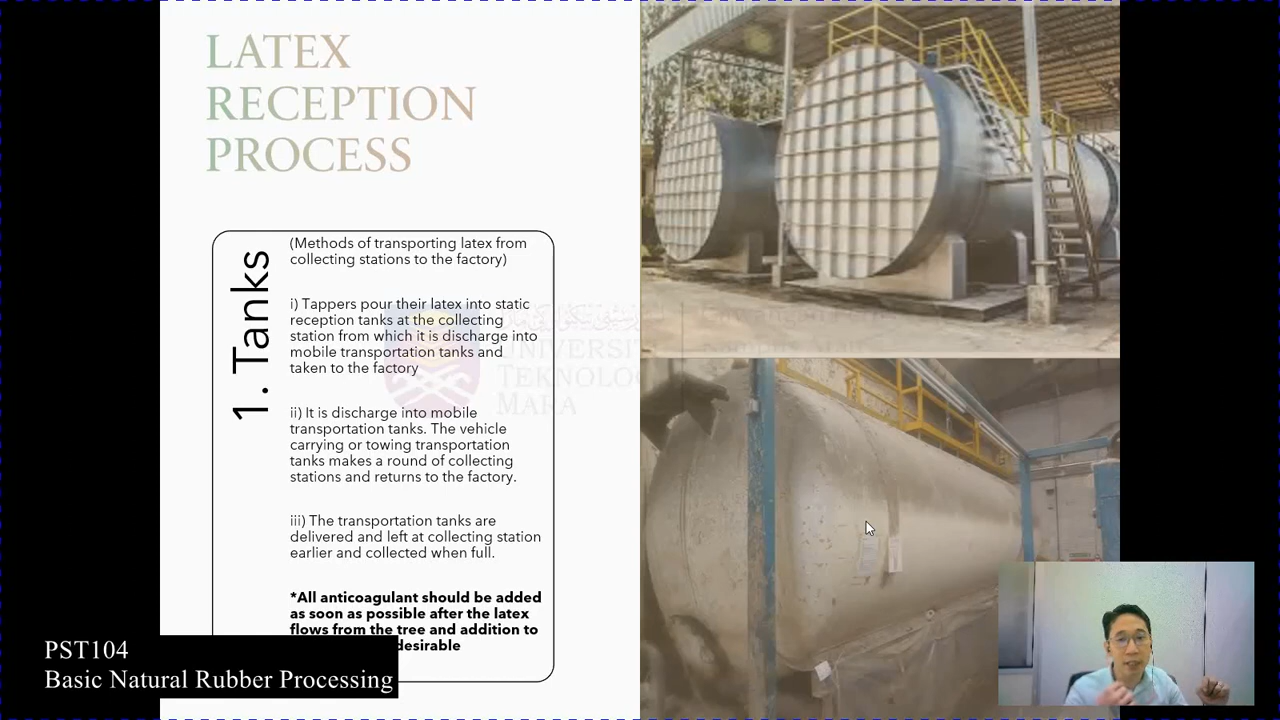 LATEX
RECEPTION
PROCESS
1. Tanks
(Methods of transporting latex from
collecting stations to the factory)
i) Tappers pour their latex into static
reception tanks at the collecting
station from which it is discharge into
mobile transportation tanks and
taken to the factory
ii) It is discharge into mobile
transportation tanks. The vehicle
carrying or towing transportation
tanks makes a round of collecting
stations and returns to the factory.
iii) The transportation tanks are
delivered and left at collecting station
earlier and collected when full.
*All anticoagulant should be added
as soon as possible after the latex
flows from the tree and addition to
desirable
UNIVERSITI
TEKNOLOGI
MARA
PST104
Basic Natural Rubber Processing